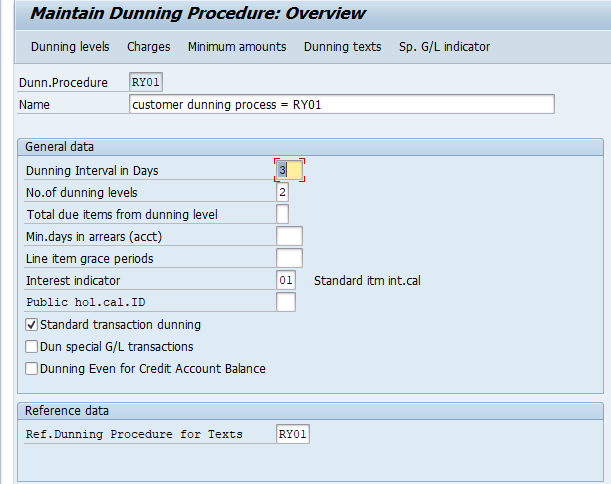 Maintain Dunning Procedure: Overview
Dunning levels Charges Minimum amounts Dunning texts Sp. G/L indicator
Dunn.Procedure RY01
Name customer dunning process = RY01
General data
Dunning Interval in Days 3
No.of dunning levels 2
Total due items from dunning level
Min.days in arrears (acct)
Line item grace periods
Interest indicator 01 Standard itm int.cal
Public hol.cal.ID
Standard transaction dunning
Dun special G/L transactions
Dunning Even for Credit Account Balance
Reference data
Ref.Dunning Procedure for Texts RY01